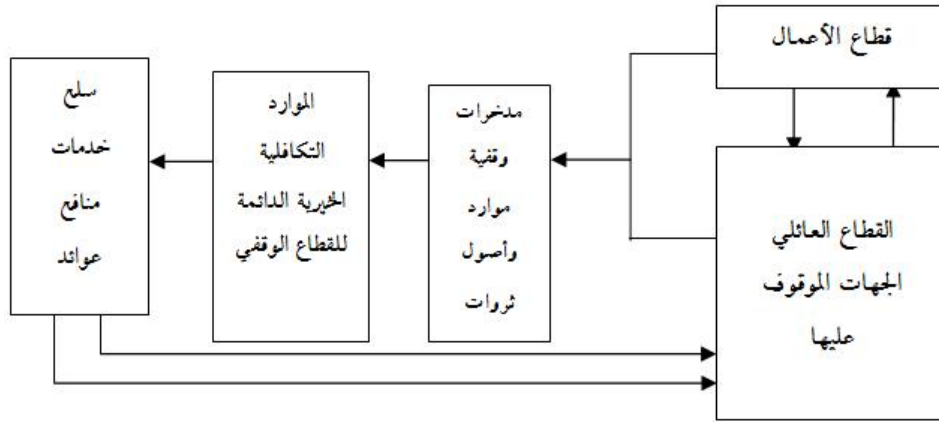 قطاع الأعمال
القطاع العائلي
الجهات الموقوف
عليها
مدخرات
وقفية
موارد
وأصول
ثروات
الموارد
التكافلية
الخيرية الدائمة
للقطاع الوقفي
سلع
خدمات
منافع
عوائد